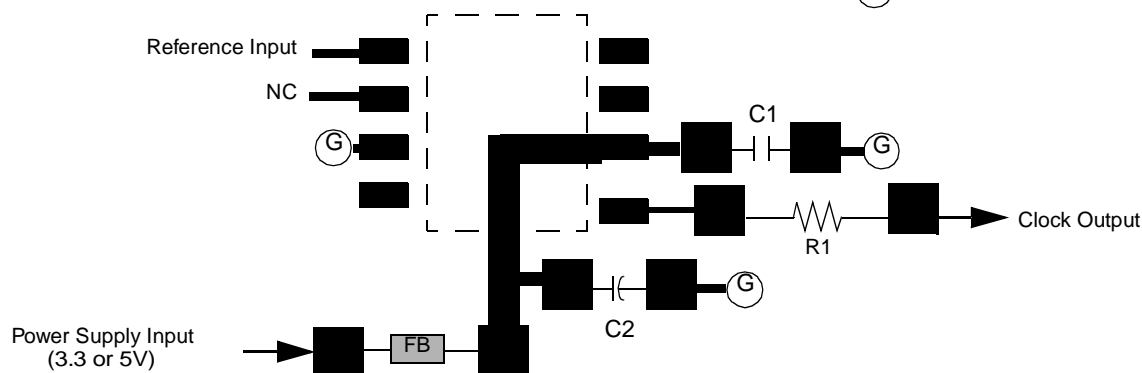 Reference Input
NC
G
C1
G
Clock Output
R1
G
C2
Power Supply Input
(3.3 or 5V)
FB